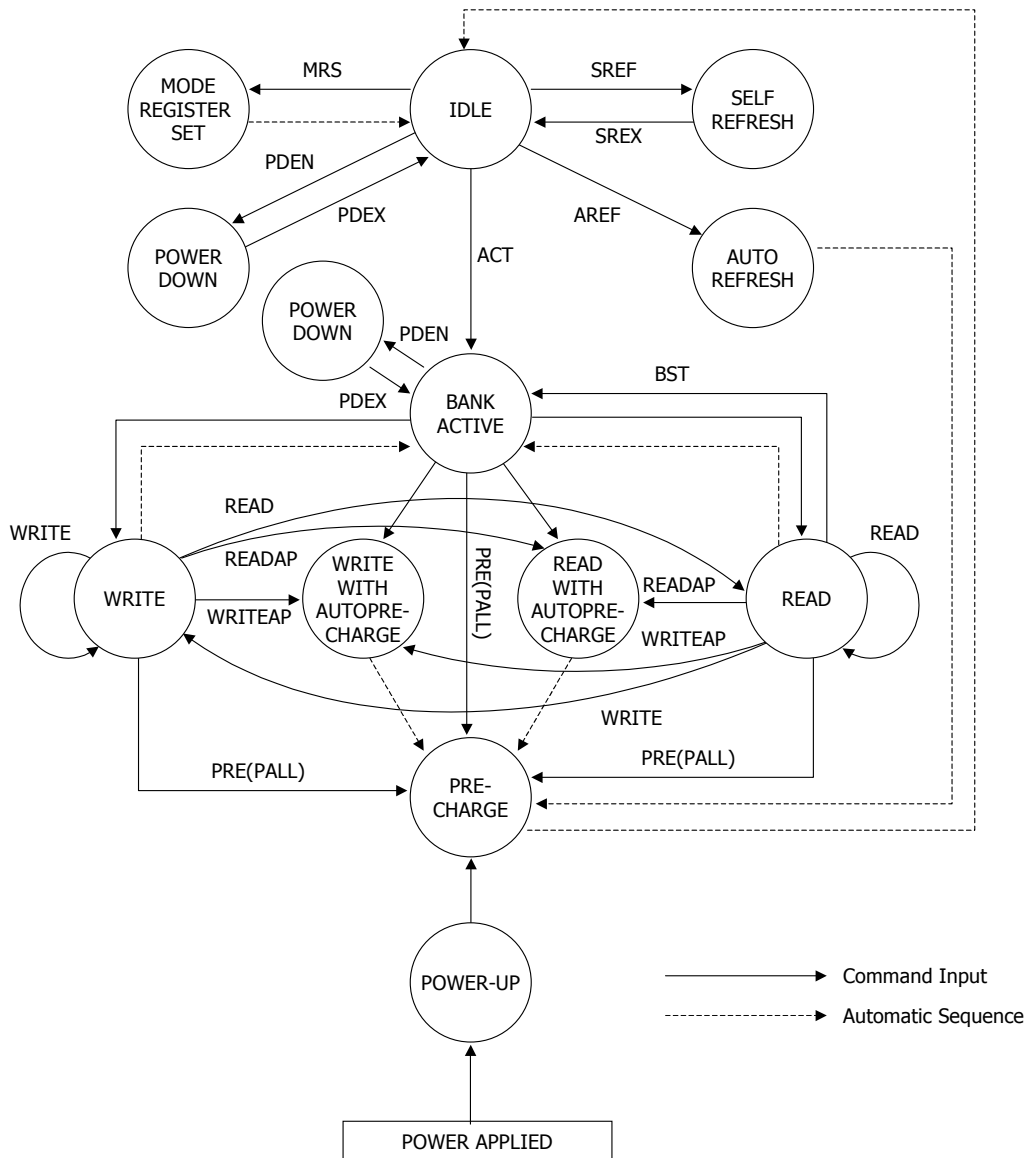 MRS
SREF
MODE
REGISTER
SET
IDLE
SELF
REFRESH
SREX
PDEN
PDEX
AREF
POWER
DOWN
ACT
AUTO
REFRESH
POWER
DOWN
PDEN
PDEX
BST
BANK
ACTIVE
WRITE
READ
READAP
READ
WRITE
WRITEAP
WRITE
WITH
AUTOPRE-
CHARGE
PRE(PALL)
READ
WITH
AUTOPRE-
CHARGE
READAP
WRITEAP
READ
WRITE
PRE(PALL)
PRE(PALL)
PRE-
CHARGE
POWER-UP
Command Input
Automatic Sequence
POWER APPLIED